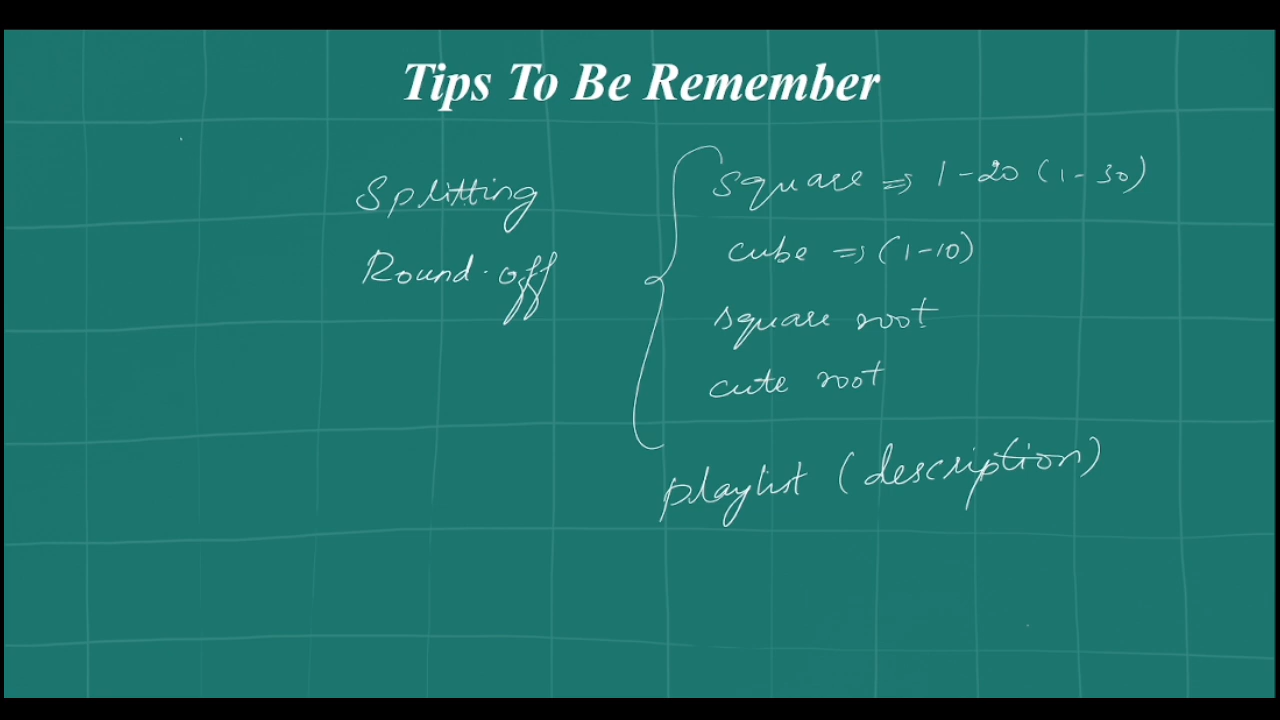 Tips To Be Remember
Splitting
Round-off
square => 1-20 (1-30)
cube => (1-10)
square root
cute root
playlist (description)